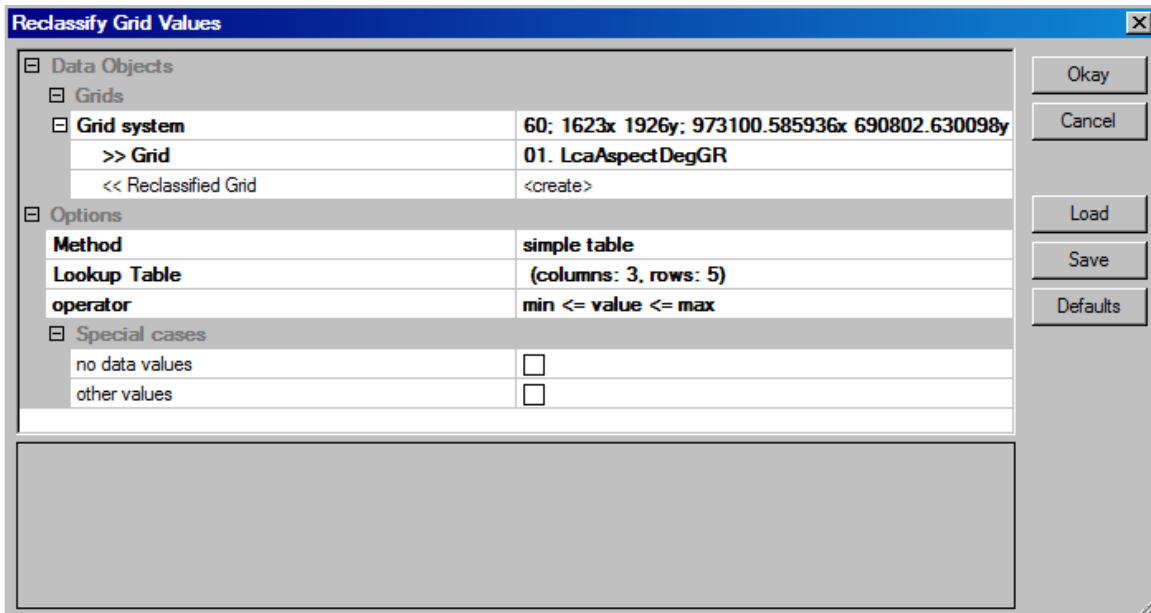 Reclassify Grid Values
Data Objects
Grids
Grid system 60; 1623x 1926y; 973100.585936x 690802.630098y
>> Grid 01. LcaAspectDegGR
<< Reclassified Grid <create>
Options
Method simple table
Lookup Table (columns: 3, rows: 5)
operator min <= value <= max
Special cases
no data values
other values
Okay
Cancel
Load
Save
Defaults